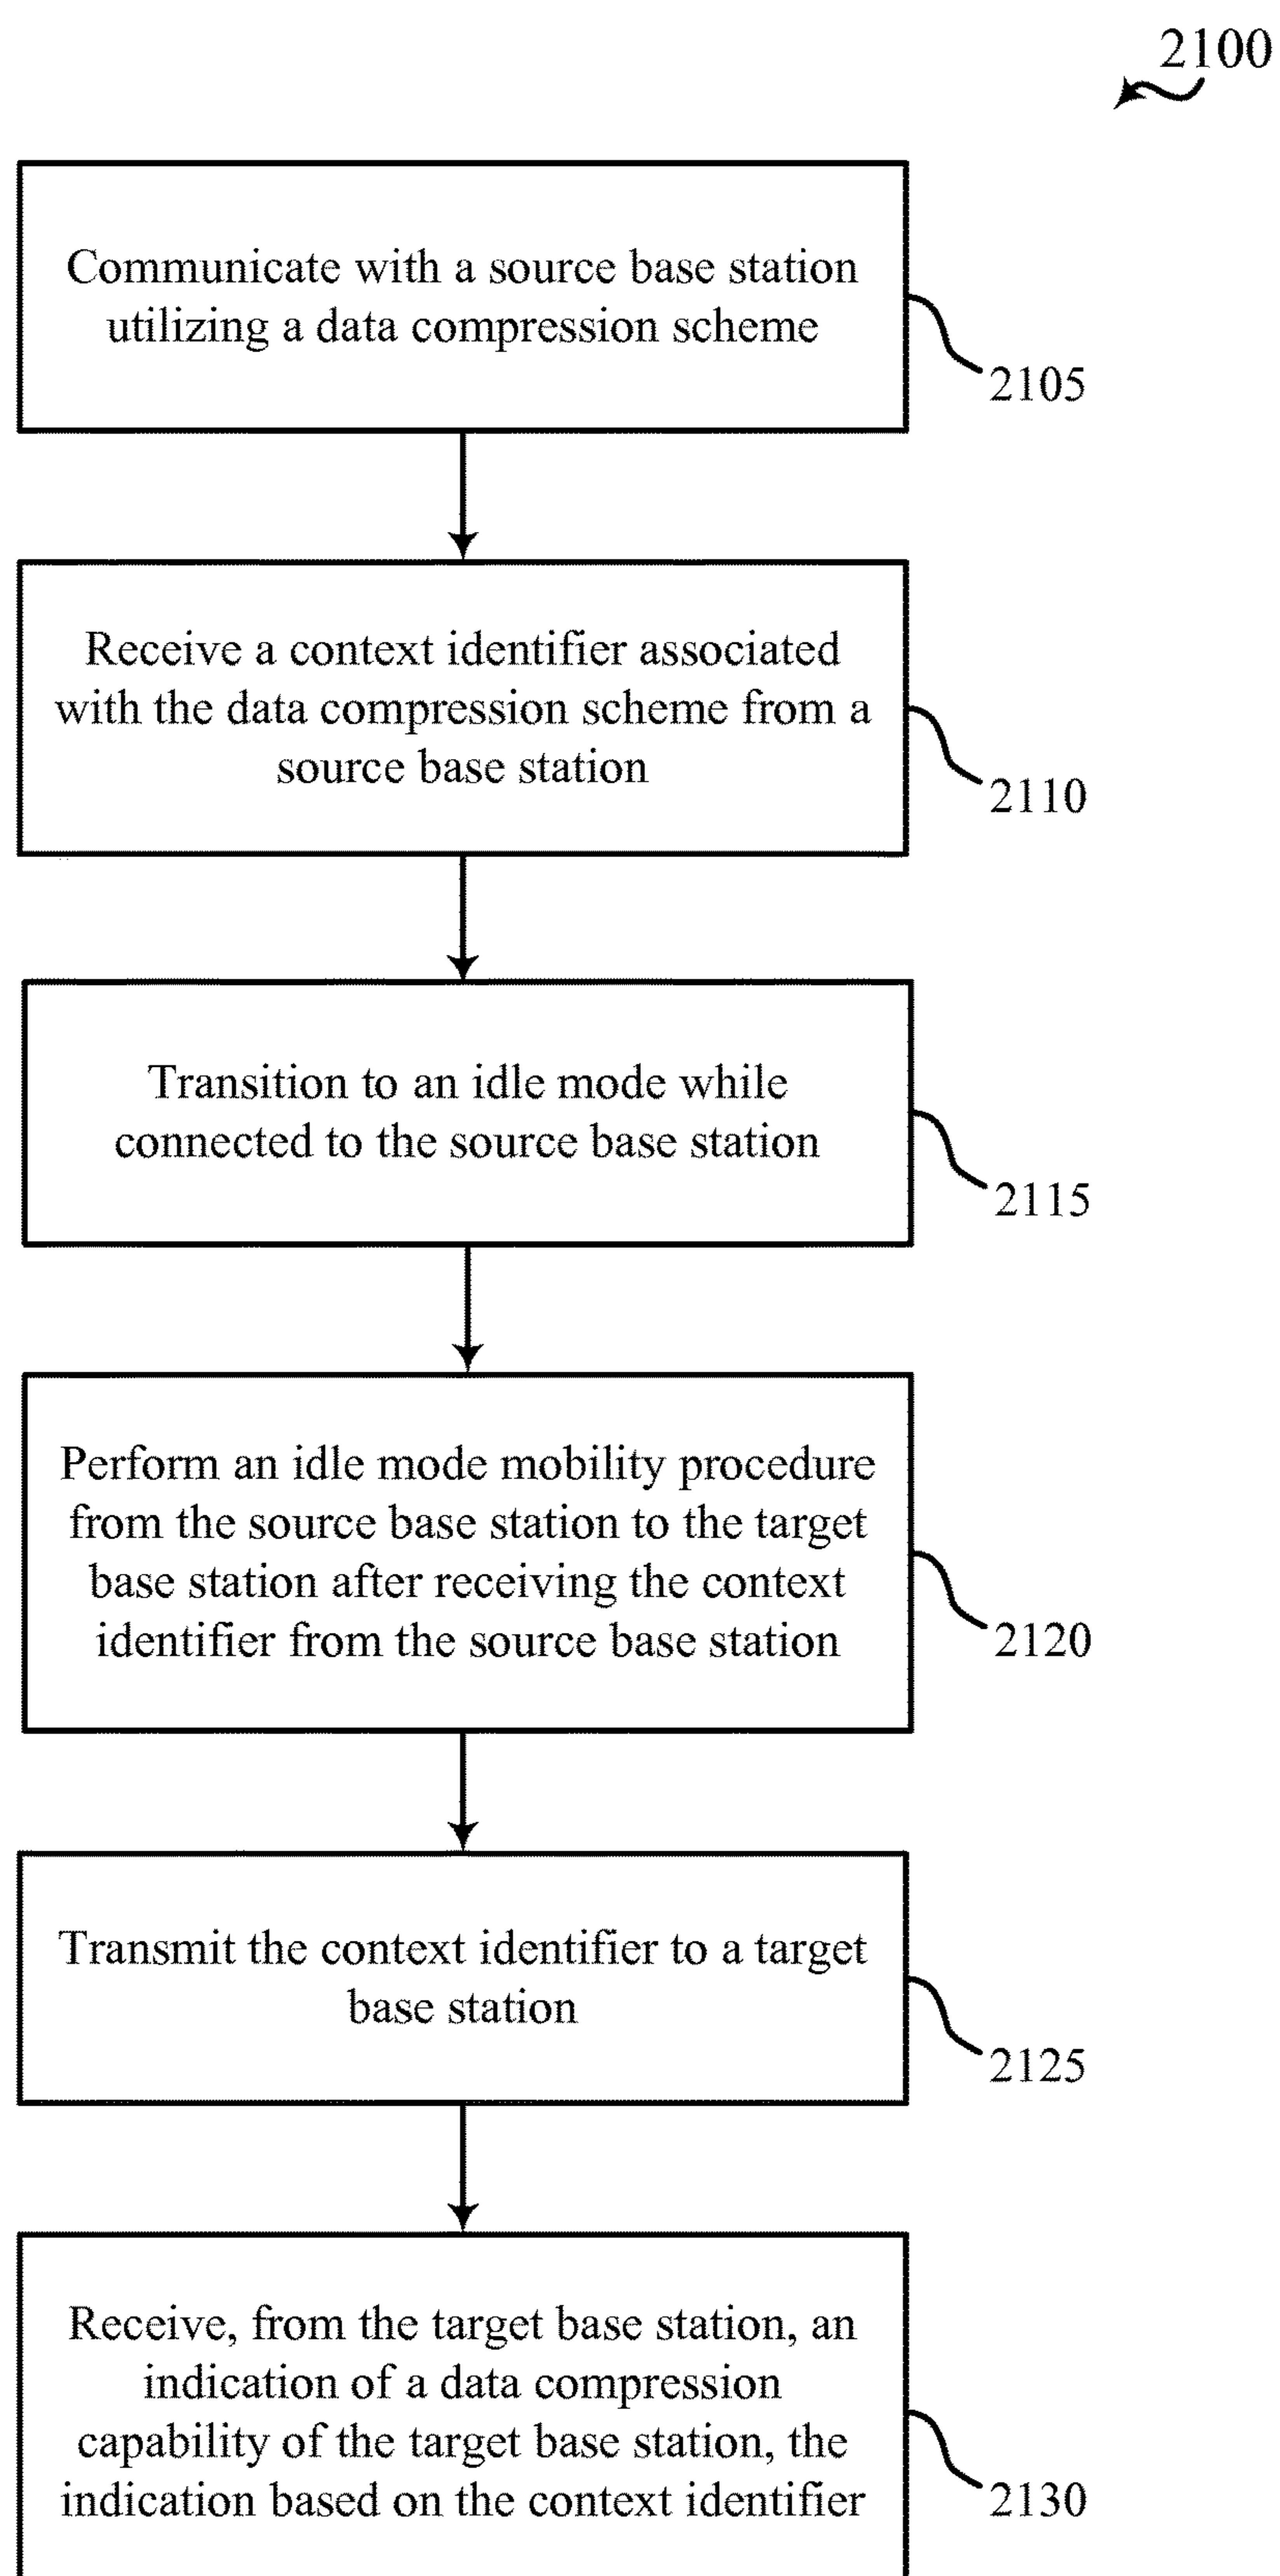 2100
Communicate with a source base station
utilizing a data compression scheme
2105
Receive a context identifier associated
with the data compression scheme from a
source base station
2110
Transition to an idle mode while
connected to the source base station
2115
Perform an idle mode mobility procedure
from the source base station to the target
base station after receiving the context
identifier from the source base station
2120
Transmit the context identifier to a target
base station
2125
Receive, from the target base station, an
indication of a data compression
capability of the target base station, the
indication based on the context identifier
2130